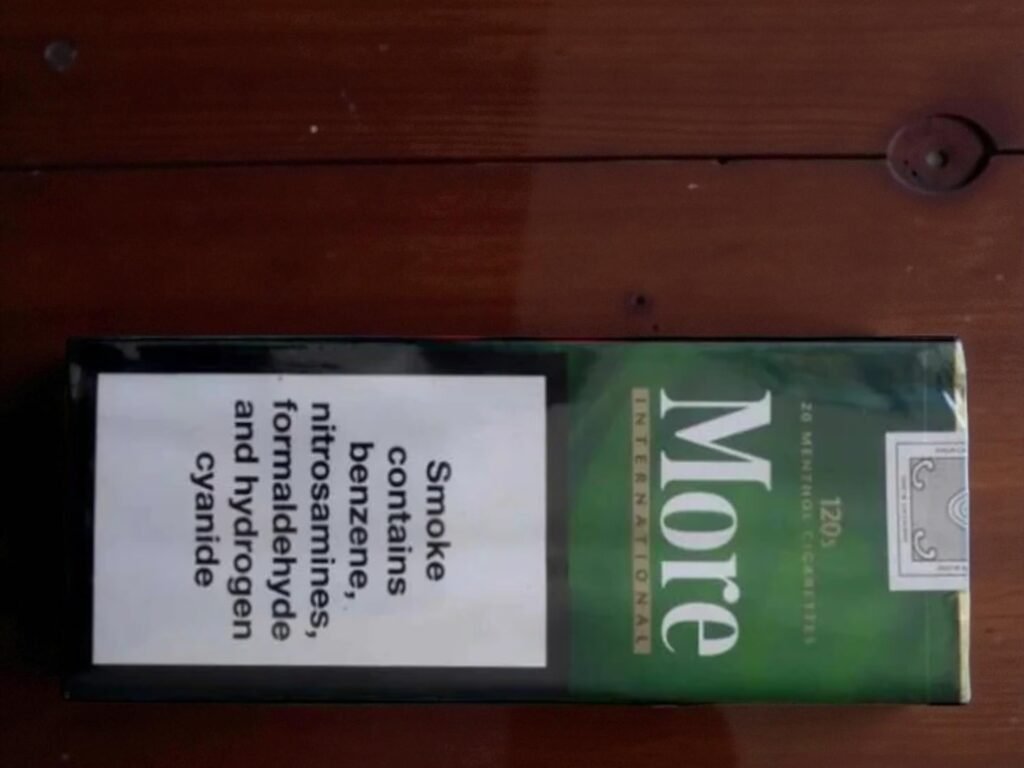 120s
20 MENTHOL CIGARETTES
More
INTERNATIONAL
Smoke
contains
benzene,
nitrosamines,
formaldehyde
and hydrogen
cyanide